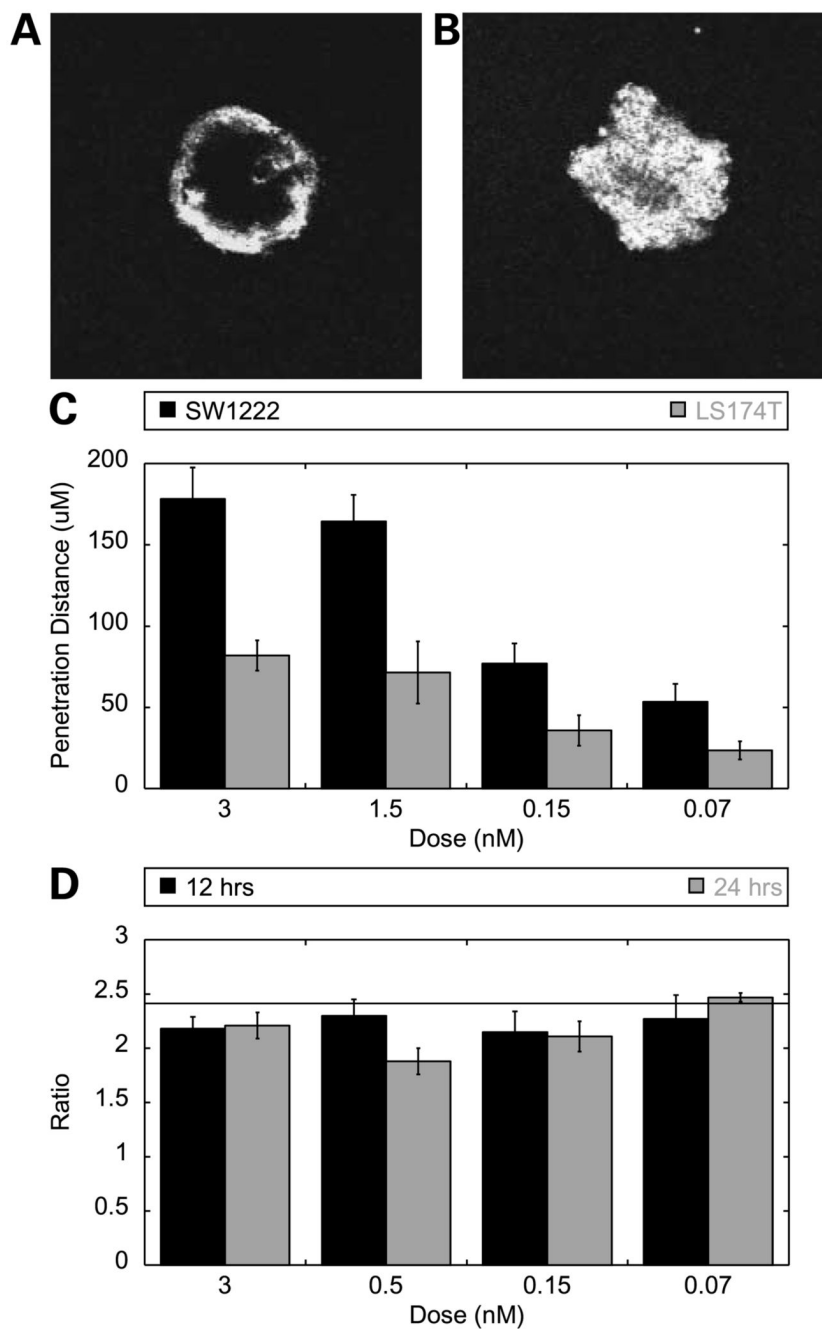 A
B
C
SW1222 LS174T
200
150
100
50
0
Penetration Distance (uM)
3 1.5 0.15 0.07
Dose (nM)
D
12 hrs 24 hrs
3
2.5
2
1.5
1
0.5
0
Ratio
3 0.5 0.15 0.07
Dose (nM)